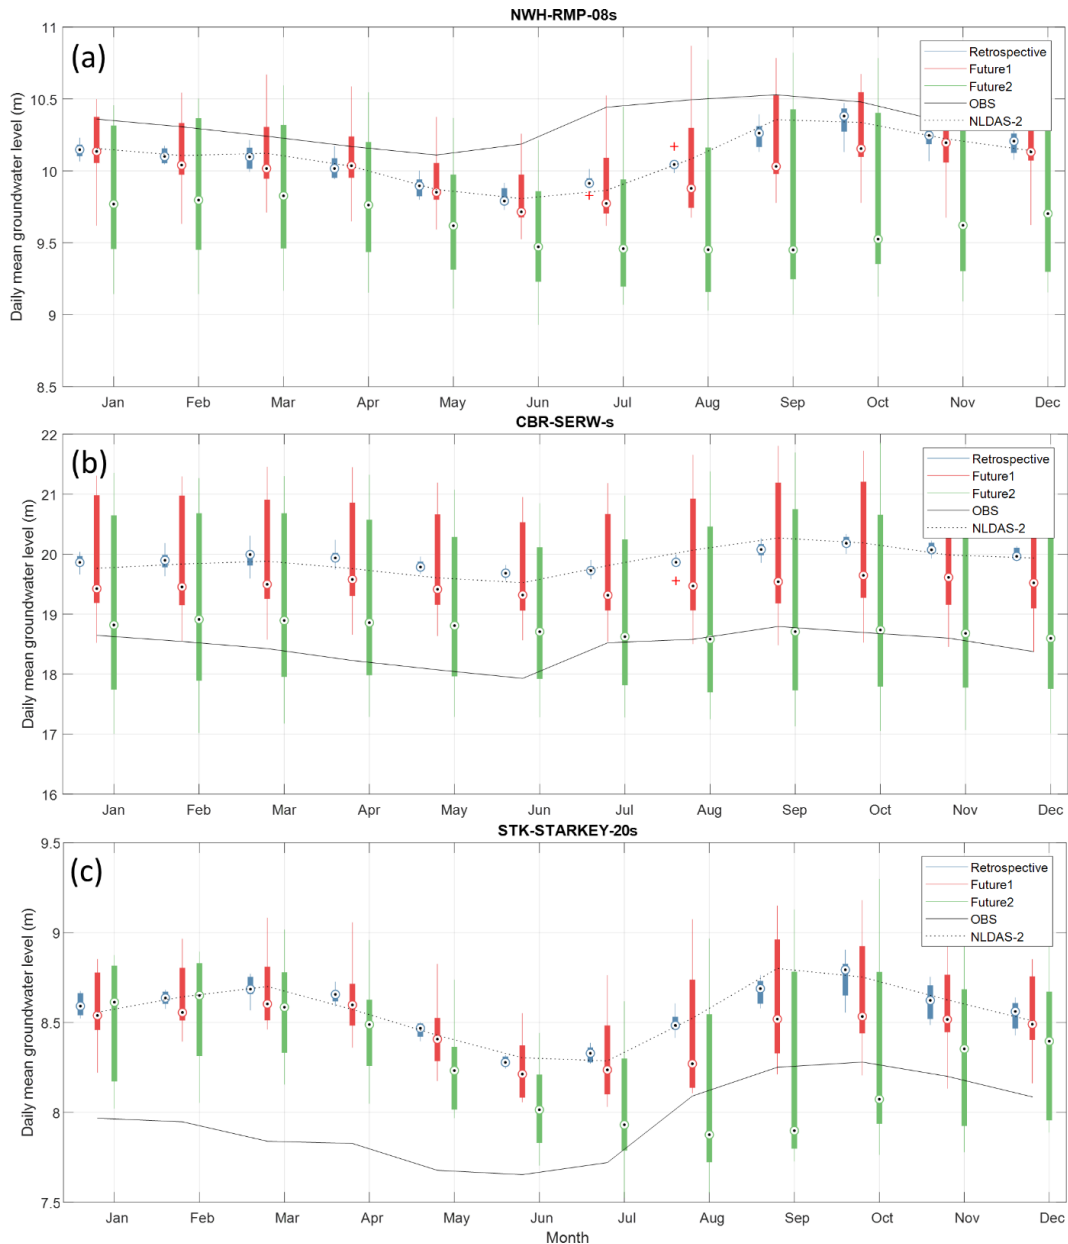 NWH-RMP-08s
(a)
Daily mean groundwater level (m)
11
10.5
10
9.5
9
8.5
Retrospective
Future1
Future2
OBS
NLDAS-2
Jan Feb Mar Apr May Jun Jul Aug Sep Oct Nov Dec
CBR-SERW-s
(b)
Daily mean groundwater level (m)
22
21
20
19
18
17
16
Retrospective
Future1
Future2
OBS
NLDAS-2
Jan Feb Mar Apr May Jun Jul Aug Sep Oct Nov Dec
STK-STARKEY-20s
(c)
Daily mean groundwater level (m)
9.5
9
8.5
8
7.5
Retrospective
Future1
Future2
OBS
NLDAS-2
Jan Feb Mar Apr May Jun Jul Aug Sep Oct Nov Dec
Month